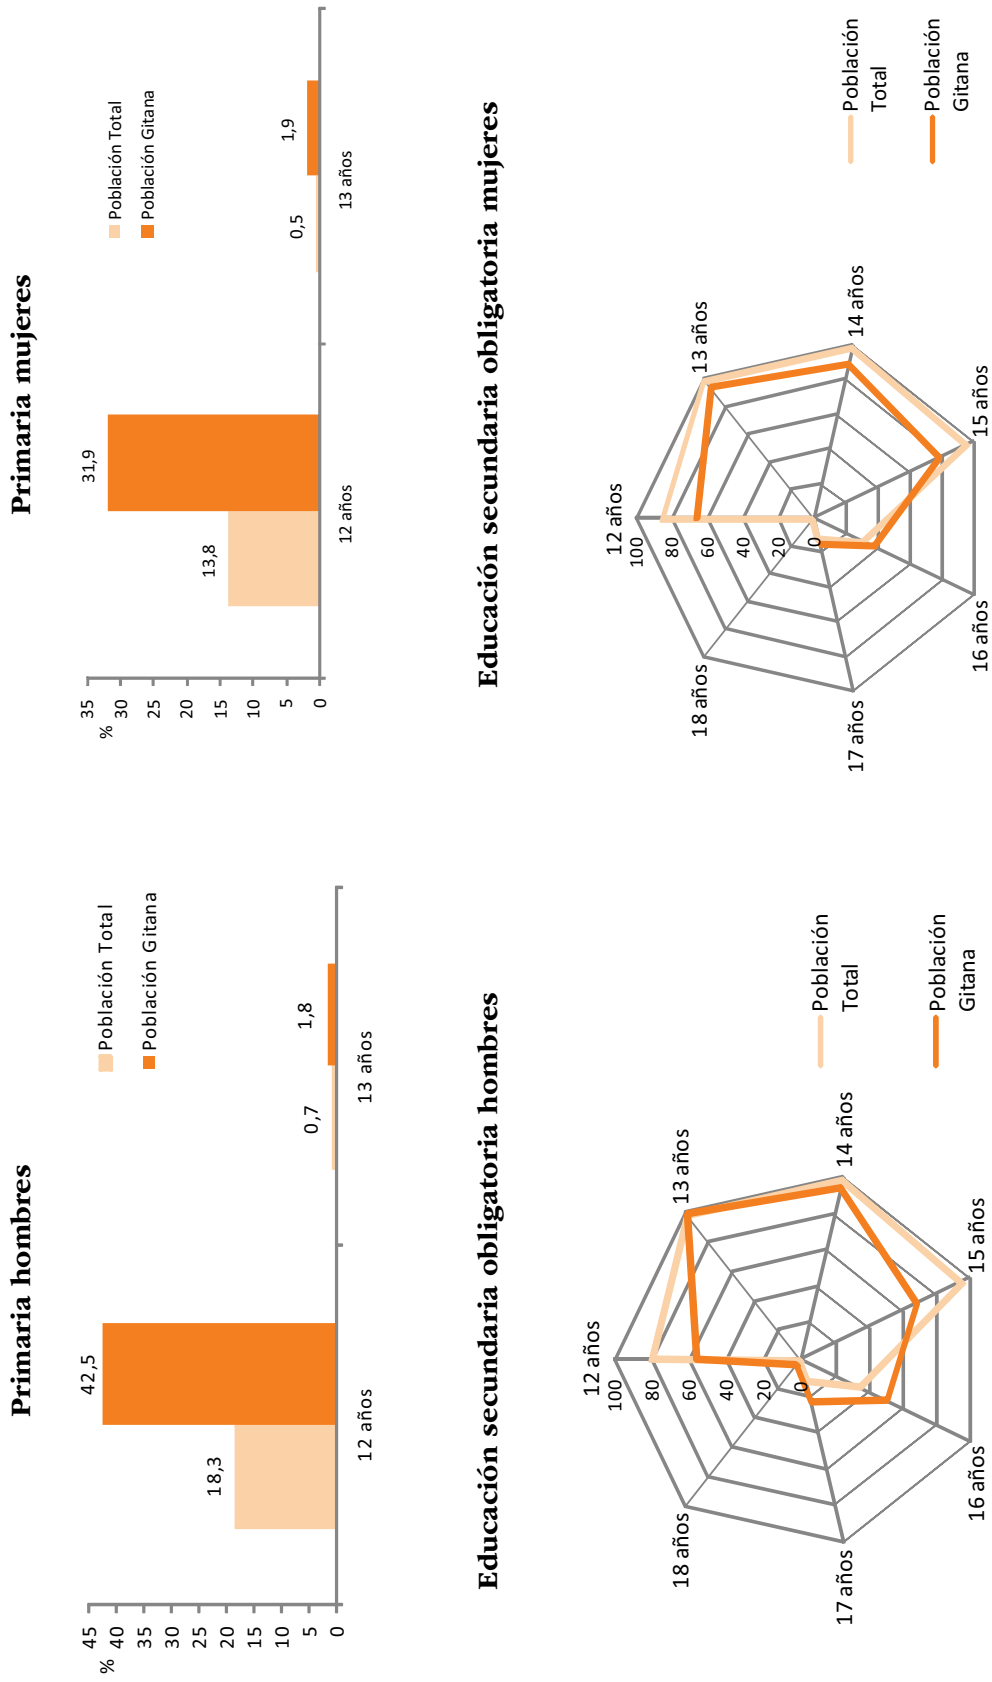 Primaria hombres
%
45
40
35
30
25
20
15
10
5
0
18,3
42,5
0,7
1,8
12 años
13 años
Población Total
Población Gitana
Primaria mujeres
%
35
30
25
20
15
10
5
0
13,8
31,9
0,5
1,9
12 años
13 años
Población Total
Población Gitana
Educación secundaria obligatoria hombres
12 años
13 años
14 años
15 años
16 años
17 años
18 años
100
80
60
40
20
0
Población
Total
Población
Gitana
Educación secundaria obligatoria mujeres
12 años
13 años
14 años
15 años
16 años
17 años
18 años
100
80
60
40
20
0
Población
Total
Población
Gitana